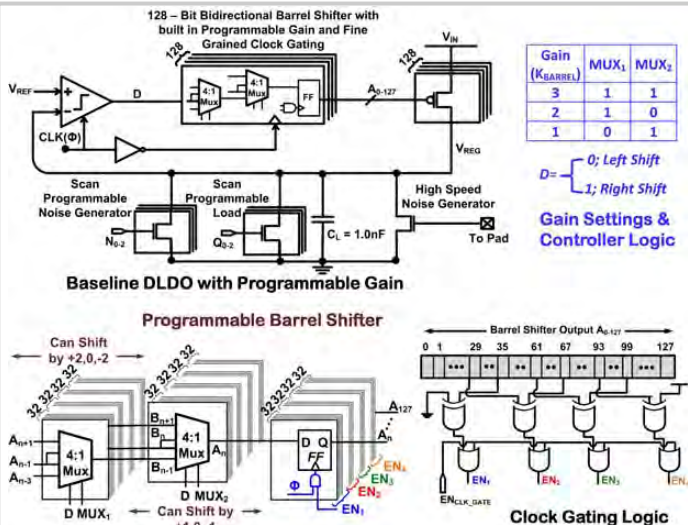 128 – Bit Bidirectional Barrel Shifter with
built in Programmable Gain and Fine
Grained Clock Gating
128
4:1
Mux
4:1
Mux
FF
D
A0-127
128
VIN
VREF
CLK(Φ)
VREG
Scan
Programmable
Noise Generator
Scan
Programmable
Load
High Speed
Noise Generator
N0-2
Q0-2
CL = 1.0nF
To Pad
Baseline DLDO with Programmable Gain
Gain
(KBARREL) MUX1 MUX2
3 1 1
2 1 0
1 0 1
D= 0; Left Shift
1; Right Shift
Gain Settings &
Controller Logic
Programmable Barrel Shifter
Can Shift
by +2,0,-2
32 32 32 32
32 32 32 32
32 32 32 32
An+1
An-1
An-3
4:1
Mux
D MUX1
Bn+1
Bn
Bn-1
4:1
Mux
An
D MUX2
Can Shift by
D Q
FF
Φ
A127
An
EN4
EN3
EN2
EN1
Barrel Shifter Output A0-127
0 1 29 35 61 67 93 99 127
EN1
EN2
EN3
ENCLK_GATE
Clock Gating Logic